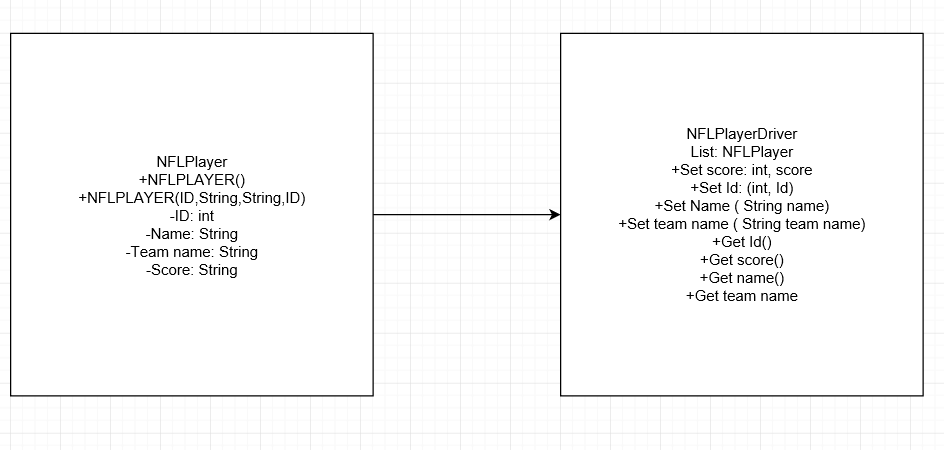 NFLPlayer
+NFLPLAYER()
+NFLPLAYER(ID,String,String,ID)
-ID: int
-Name: String
-Team name: String
-Score: String
NFLPlayerDriver
List: NFLPlayer
+Set score: int, score
+Set Id: (int, Id)
+Set Name ( String name)
+Set team name ( String team name)
+Get Id()
+Get score()
+Get name()
+Get team name